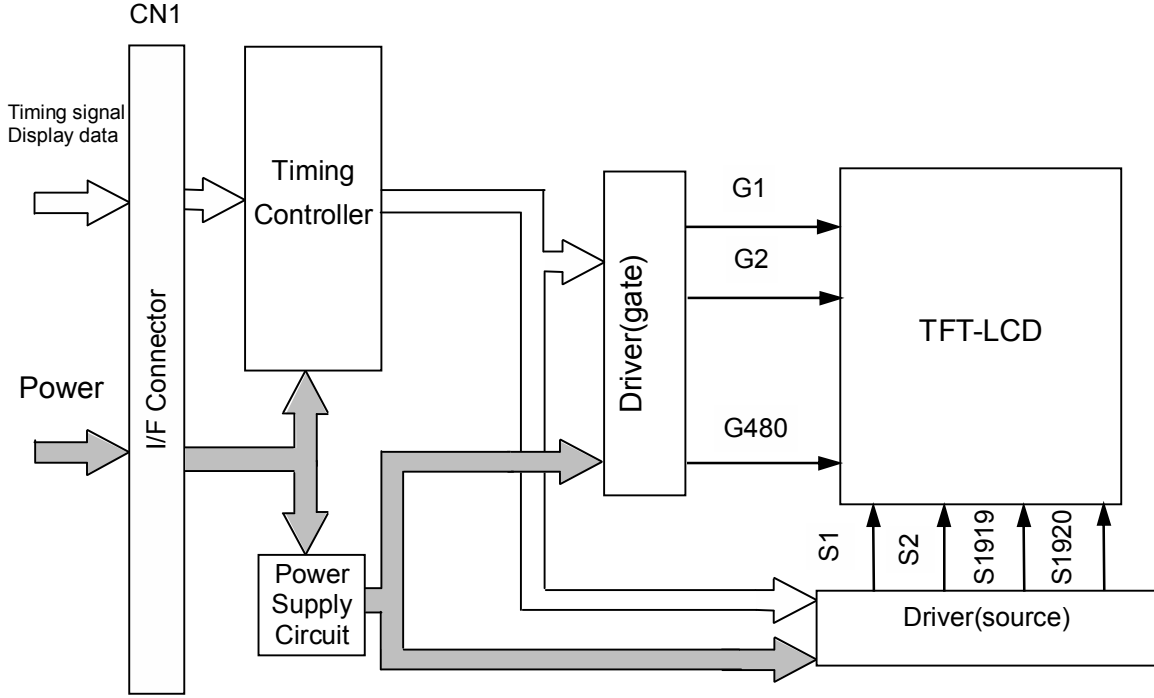 CN1
Timing signal
Display data
Power
I/F Connector
Timing
Controller
Power
Supply
Circuit
Driver(gate)
G1
G2
G480
TFT-LCD
S1
S2
S1919
S1920
Driver(source)